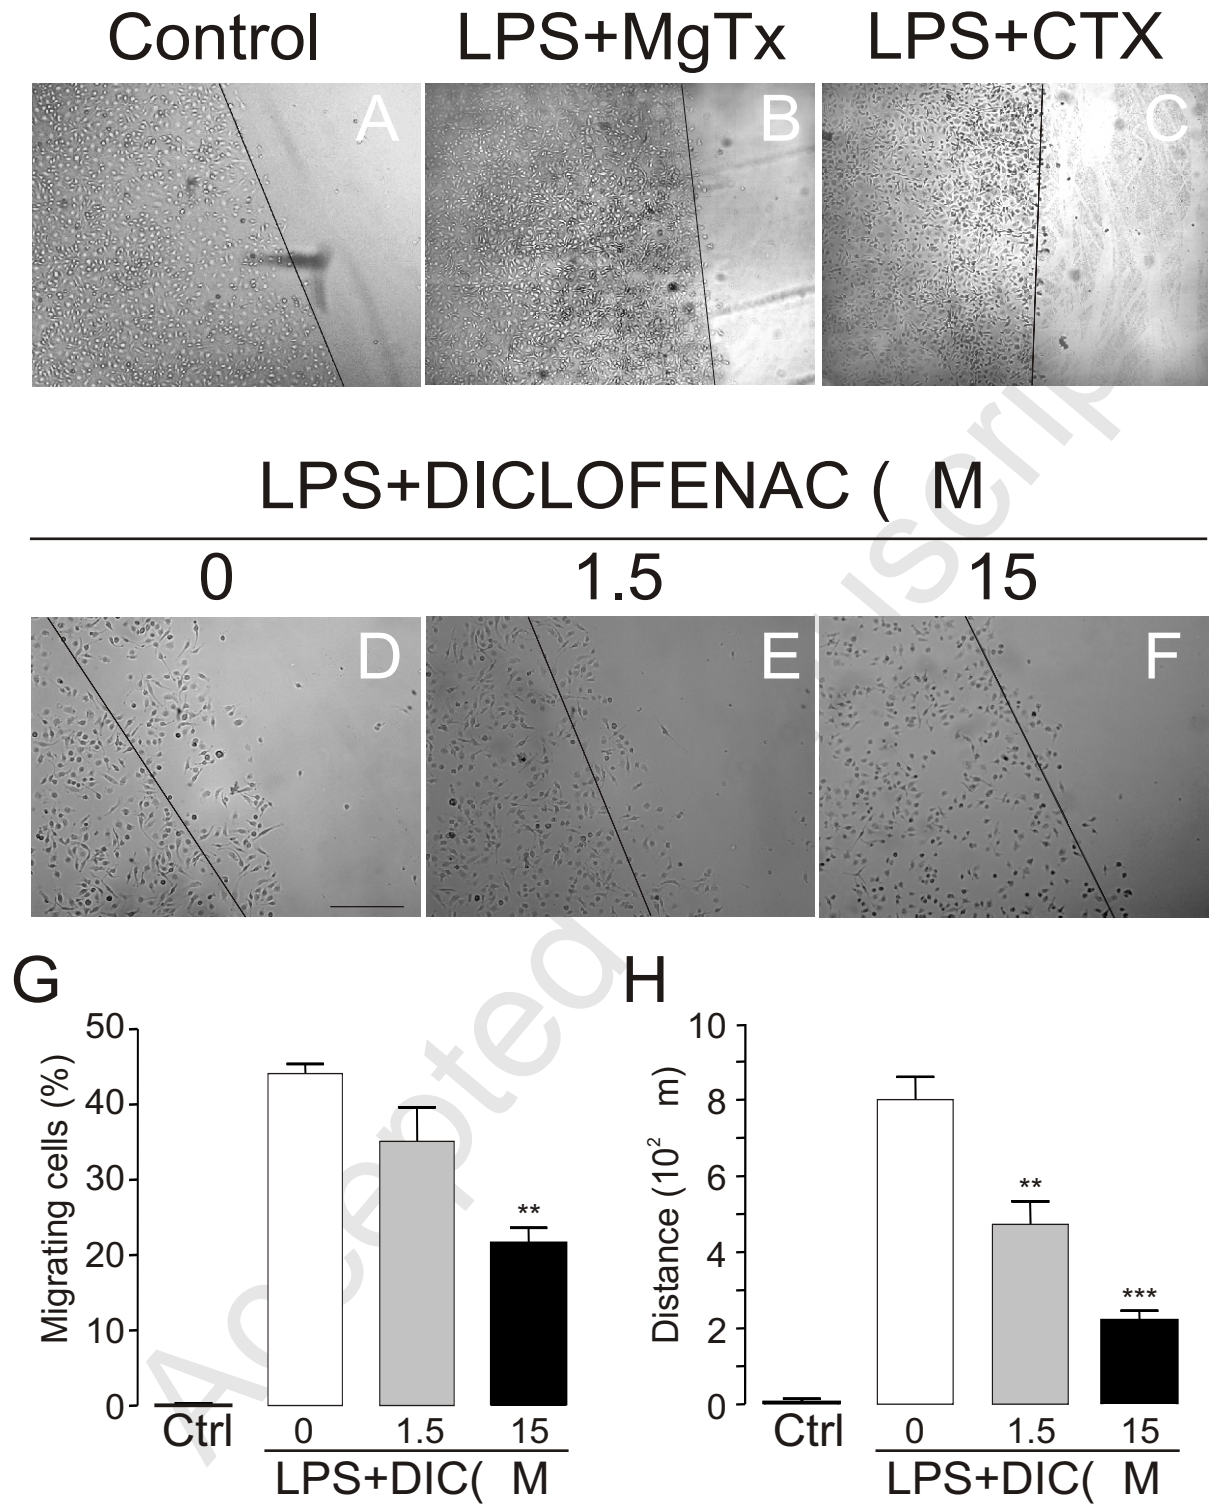 Control LPS+MgTx LPS+CTX
A B C
LPS+DICLOFENAC ( M
0 1.5 15
D E F
G H
50
40
30
20
10
0
Migrating cells (%)
**
Ctrl 0 1.5 15
LPS+DIC( M
10
8
6
4
2
0
Distance (10² m)
**
***
Ctrl 0 1.5 15
LPS+DIC( M
Accepted uscrip